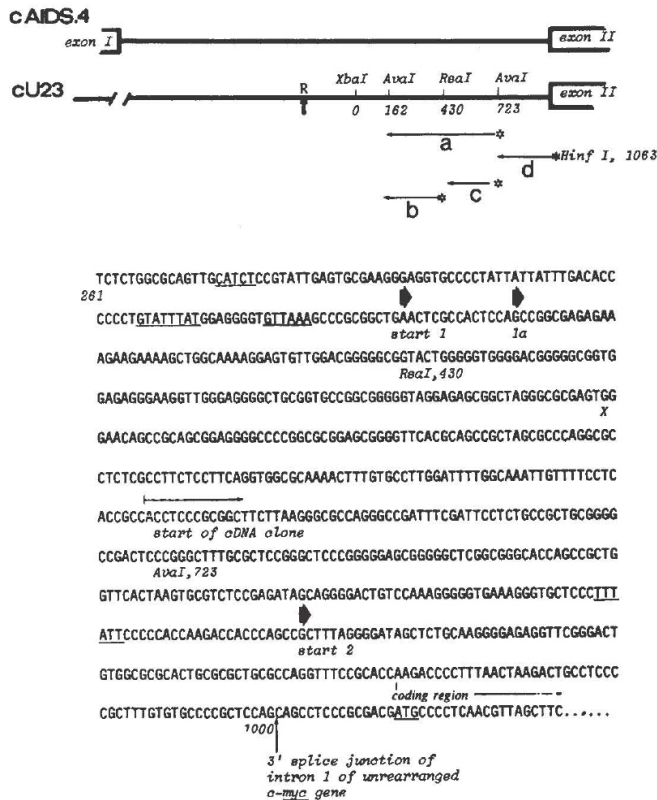 cAIDS.4
exon I exon II
cU23 R XbaI AvaI RsaI AvaI exon II
0 162 430 723
a
d Hinf I, 1063
c
b
TCTCTGGCGCAGTTGCATCTCCGTATTGAGTGCGAAGGGAGGTGCCCCTATTATTATTTGACACC
261
CCCCTGTATTTATGGAGGGGTGTTAAAGCCCGCGGCTGAACTCGCCACTCCAGCCGGCGAGAGAA
start 1 1a
AGAAGAAAAGCTGGCAAAAGGAGTGTTGGACGGGGGCGGTACTGGGGGTGGGGACGGGGGCGGTG
RsaI,430
GAGAGGGAAGGTTGGGAGGGGCTGCGGTGCCGGCGGGGGTAGGAGAGCGGCTAGGGCGCGAGTGG
X
GAACAGCCGCAGCGGAGGGGCCCCGGCGCGGAGCGGGGTTCACGCAGCCGCTAGCGCCCAGGCGC
CTCTCGCCTTCTCCTTCAGGTGGCGCAAAACTTTGTGCCTTGGATTTTGGCAAATTGTTTTCCTC
ACCGCCACCTCCCGCGGCTTCTTAAGGGCGCCAGGGCCGATTTCGATTCCTCTGCCGCTGCGGGG
start of cDNA clone
CCGACTCCCGGGCTTTGCGCTCCGGGCTCCCGGGGGAGCGGGGGCTCGGCGGGCACCAGCCGCTG
AvaI,723
GTTCACTAAGTGCGTCTCCGAGATAGCAGGGGACTGTCCAAAGGGGGTGAAAGGGTGCTCCCTTT
ATTCCCCCACCAAGACCACCCAGCCGCTTTAGGGGATAGCTCTGCAAGGGGAGAGGTTCGGGACT
start 2
GTGGCGCGCACTGCGCGCTGCGCCAGGTTTCCGCACCAAGACCCCTTTAACTAAGACTGCCTCCC
coding region
CGCTTTGTGTGCCCCGCTCCAGCAGCCTCCCGCGACGATGCCCCTCAACGTTAGCTTC......
1000
3' splice junction of
intron 1 of unrearranged
c-myc gene